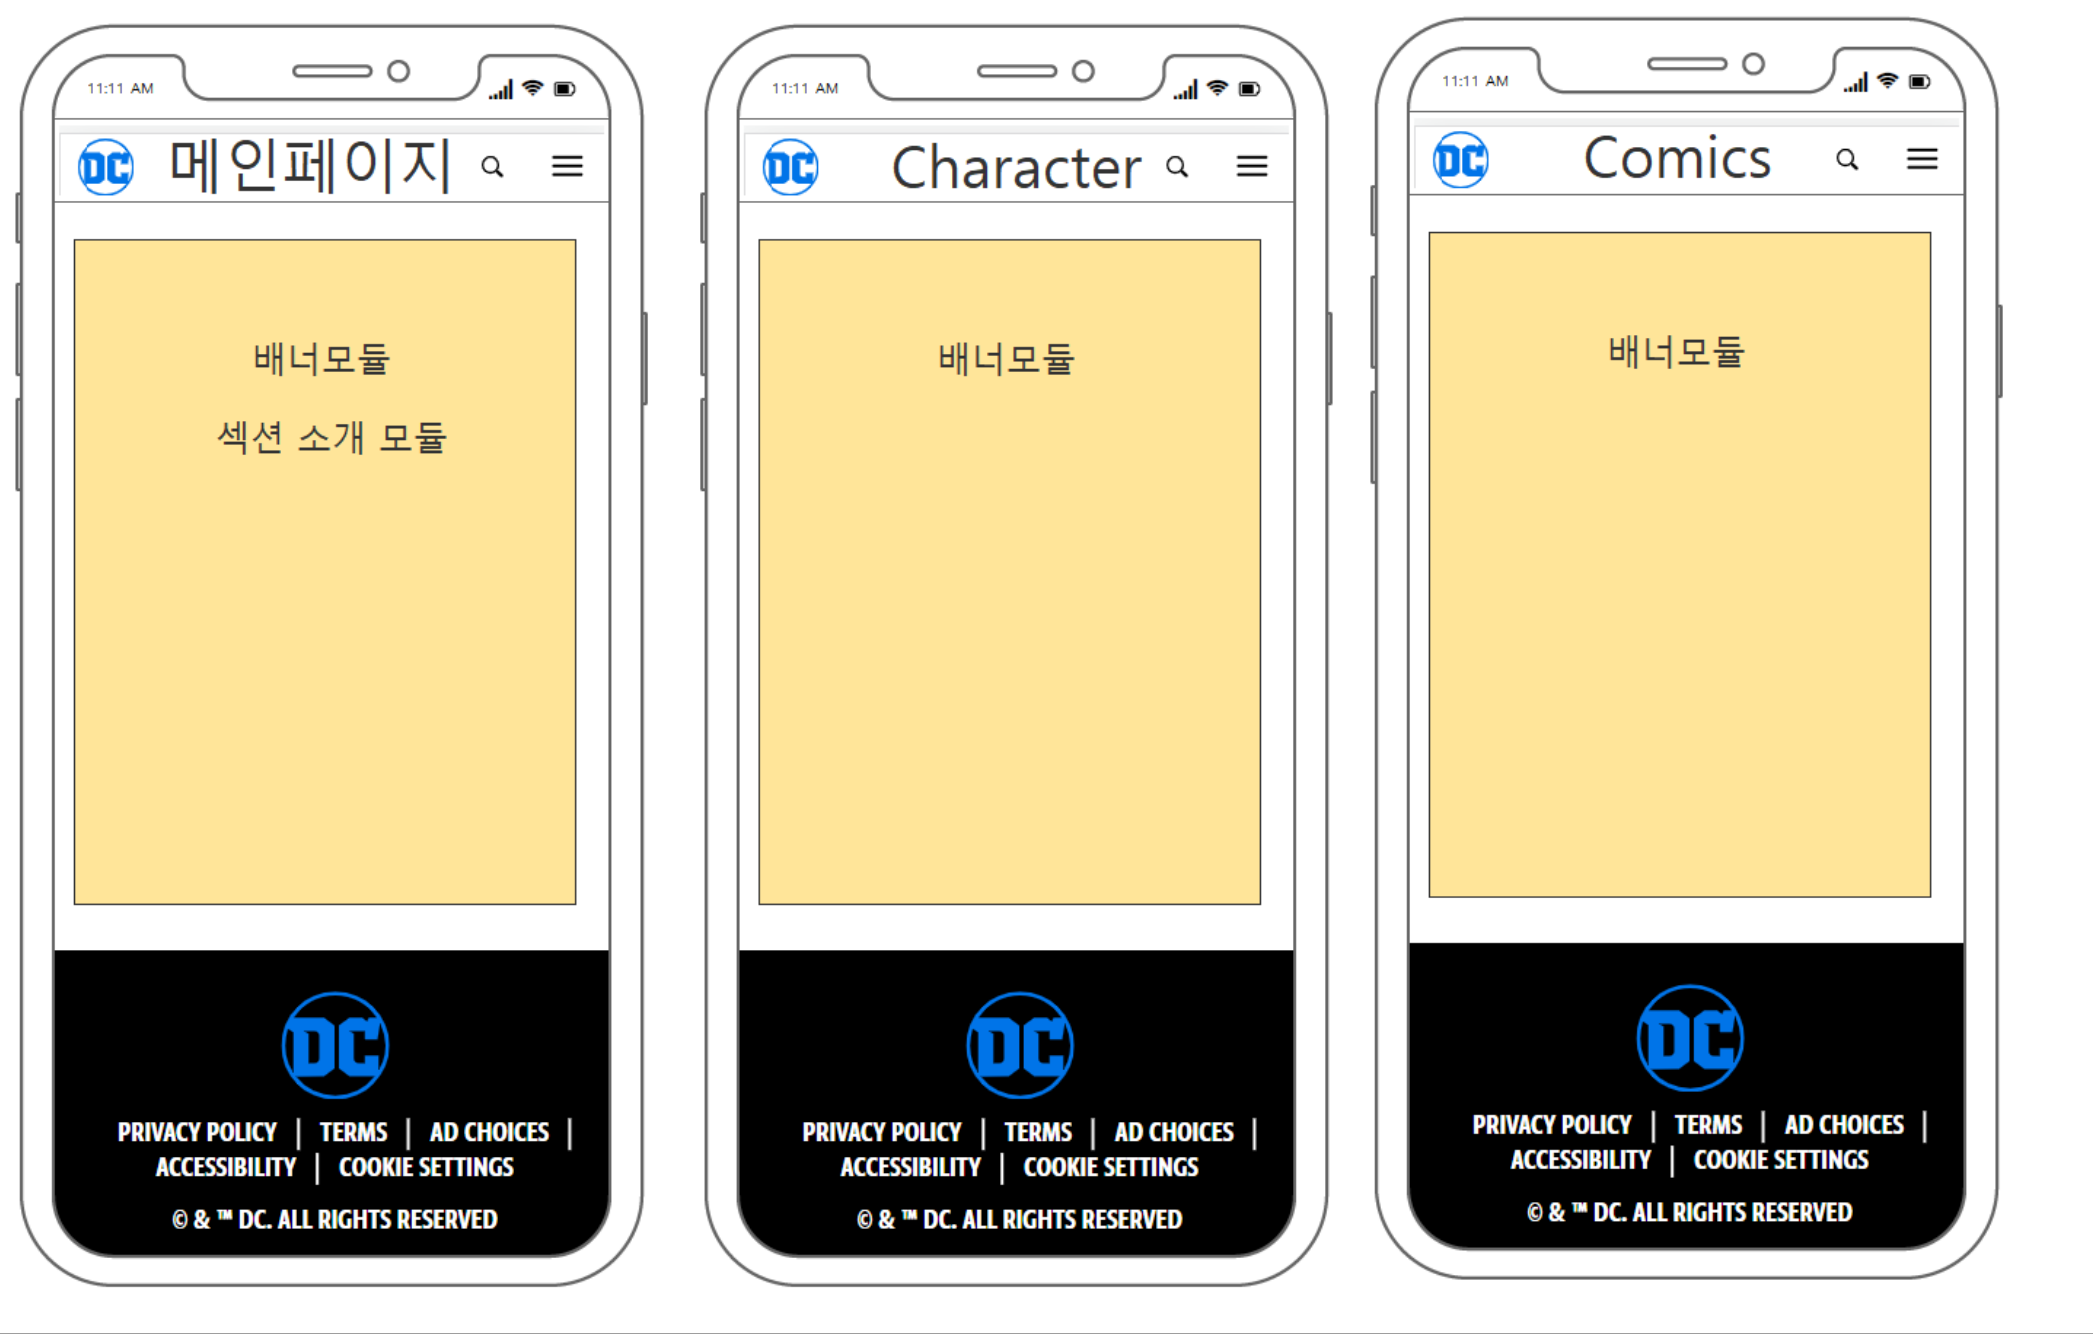 11:11 AM
DC 메인페이지
배너모듈
섹션 소개 모듈
DC
PRIVACY POLICY | TERMS | AD CHOICES |
ACCESSIBILITY | COOKIE SETTINGS
© & ™ DC. ALL RIGHTS RESERVED
11:11 AM
DC Character
배너모듈
DC
PRIVACY POLICY | TERMS | AD CHOICES |
ACCESSIBILITY | COOKIE SETTINGS
© & ™ DC. ALL RIGHTS RESERVED
11:11 AM
DC Comics
배너모듈
DC
PRIVACY POLICY | TERMS | AD CHOICES |
ACCESSIBILITY | COOKIE SETTINGS
© & ™ DC. ALL RIGHTS RESERVED